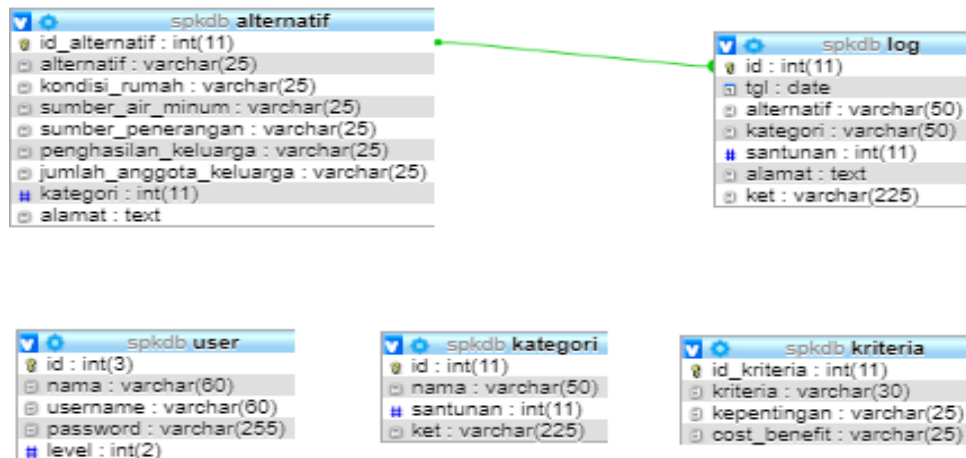 spkdb alternatif
id_alternatif : int(11)
alternatif : varchar(25)
kondisi_rumah : varchar(25)
sumber_air_minum : varchar(25)
sumber_penerangan : varchar(25)
penghasilan_keluarga : varchar(25)
jumlah_anggota_keluarga : varchar(25)
# kategori : int(11)
alamat : text
spkdb log
id : int(11)
tgl : date
alternatif : varchar(50)
kategori : varchar(50)
# santunan : int(11)
alamat : text
ket : varchar(225)
spkdb user
id : int(3)
nama : varchar(60)
username : varchar(60)
password : varchar(255)
# level : int(2)
spkdb kategori
id : int(11)
nama : varchar(50)
# santunan : int(11)
ket : varchar(225)
spkdb kriteria
id_kriteria : int(11)
kriteria : varchar(30)
kepentingan : varchar(25)
cost_benefit : varchar(25)